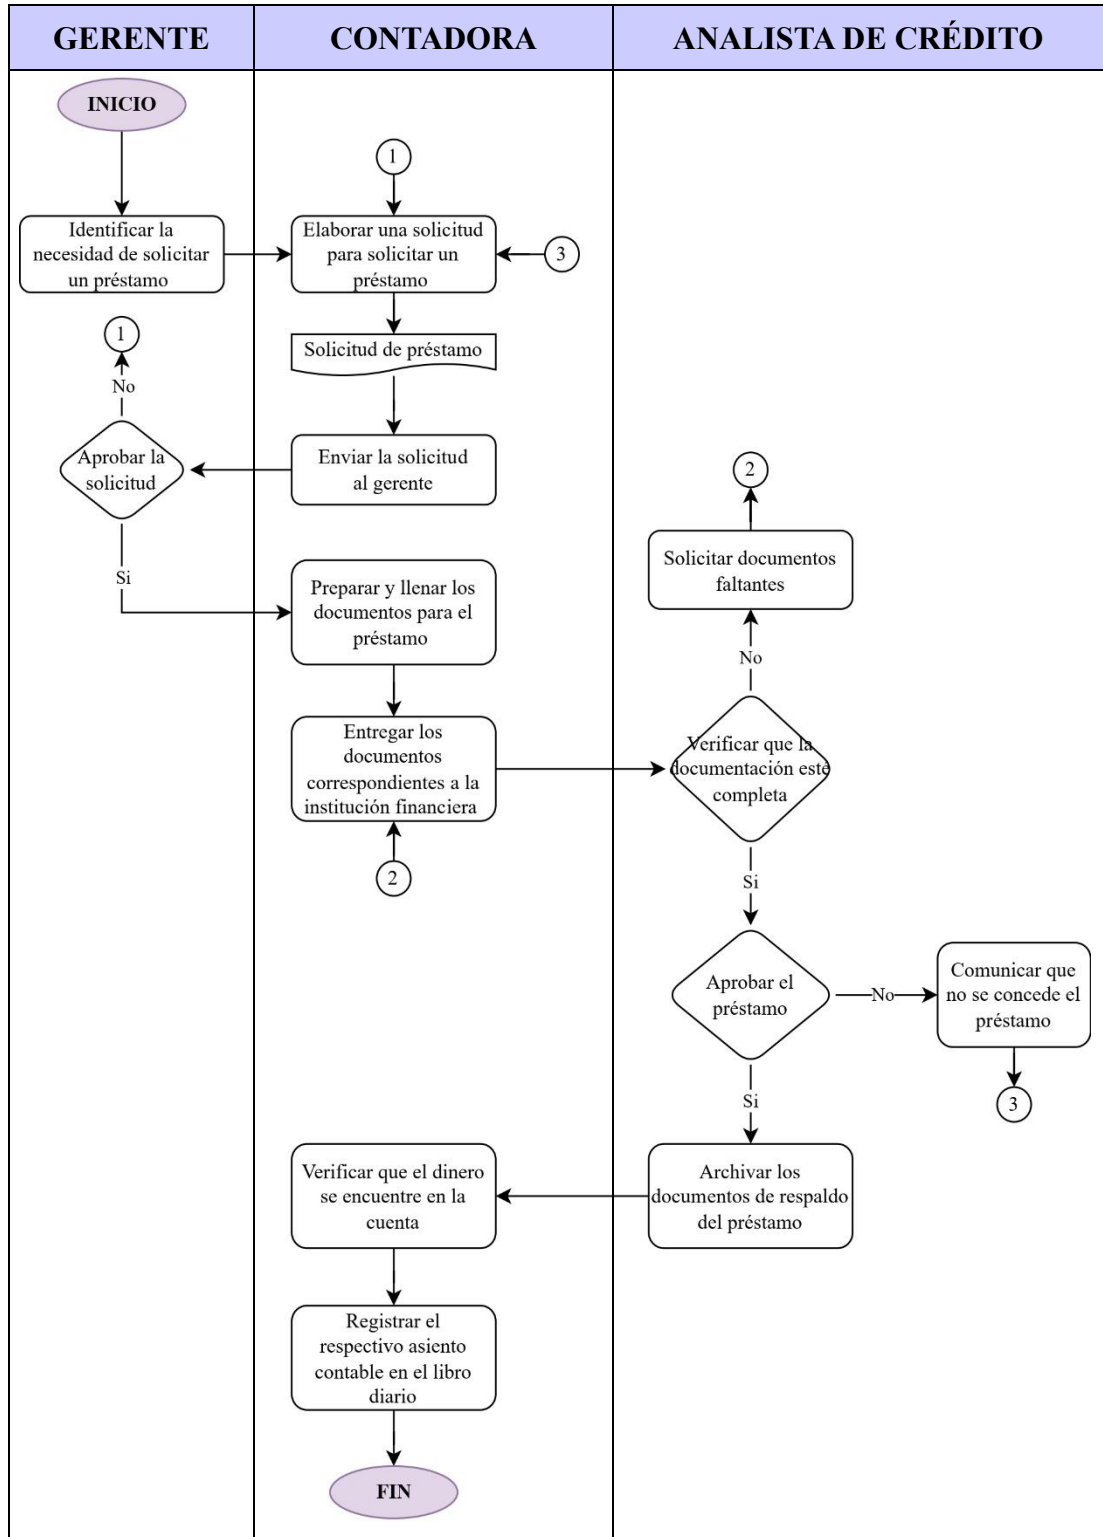 GERENTE
CONTADORA
ANALISTA DE CRÉDITO
INICIO
Identificar la
necesidad de solicitar
un préstamo
1
Elaborar una solicitud
para solicitar un
préstamo
3
Solicitud de préstamo
Enviar la solicitud
al gerente
1
No
Aprobar la
solicitud
Si
Preparar y llenar los
documentos para el
préstamo
Entregar los
documentos
correspondientes a la
institución financiera
2
2
Solicitar documentos
faltantes
No
Verificar que la
documentación esté
completa
Si
Aprobar el
préstamo
No
Comunicar que
no se concede el
préstamo
3
Si
Archivar los
documentos de respaldo
del préstamo
Verificar que el dinero
se encuentre en la
cuenta
Registrar el
respectivo asiento
contable en el libro
diario
FIN